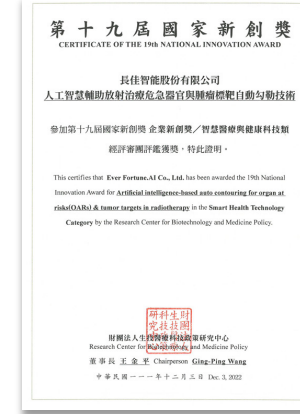 第十九屆國家新創獎
CERTIFICATE OF THE 19th NATIONAL INNOVATION AWARD
長佳智能股份有限公司
人工智慧輔助放射治療危急器官與腫瘤標靶自動勾勒技術
參加第十九屆國家新創獎 企業新創獎／智慧醫療與健康科技類
經評審團評鑑獲獎，特此證明。
This certifies that Ever Fortune.AI Co., Ltd. has been awarded the 19th National
Innovation Award for Artificial intelligence-based auto contouring for organ at
risks(OARs) & tumor targets in radiotherapy in the Smart Health Technology
Category by the Research Center for Biotechnology and Medicine Policy.
財團法人生技醫療科技政策研究中心
Research Center for Biotechnology and Medicine Policy
董事長 王金平 Chairperson Ging-Ping Wang
中華民國一一一年十二月三日 Dec. 3, 2022